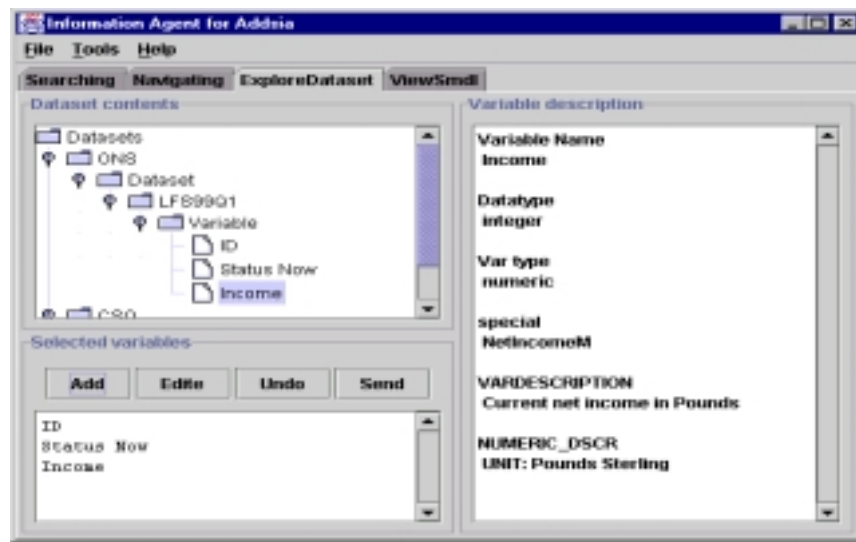 Information Agent for Addsia
File Tools Help
Searching Navigating ExploreDataset ViewSmdl
Dataset contents
Datasets
ONS
Dataset
LFS99Q1
Variable
ID
Status Now
Income
CSO
Selected variables
Add Edite Undo Send
ID
Status Now
Income
Variable description
Variable Name
Income
Datatype
integer
Var type
numeric
special
NetIncomeM
VARDESCRIPTION
Current net income in Pounds
NUMERIC_DSCR
UNIT: Pounds Sterling